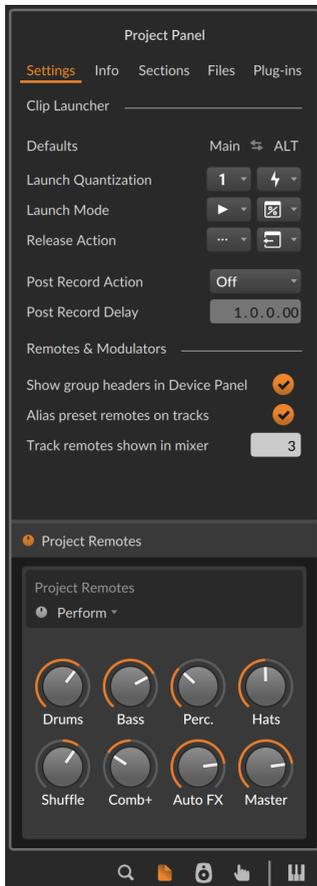 Project Panel
Settings Info Sections Files Plug-ins
Clip Launcher
Defaults Main ALT
Launch Quantization 1
Launch Mode
Release Action ...
Post Record Action Off
Post Record Delay 1.0.0.00
Remotes & Modulators
Show group headers in Device Panel
Alias preset remotes on tracks
Track remotes shown in mixer 3
Project Remotes
Project Remotes
Perform
Drums Bass Perc. Hats
Shuffle Comb+ Auto FX Master